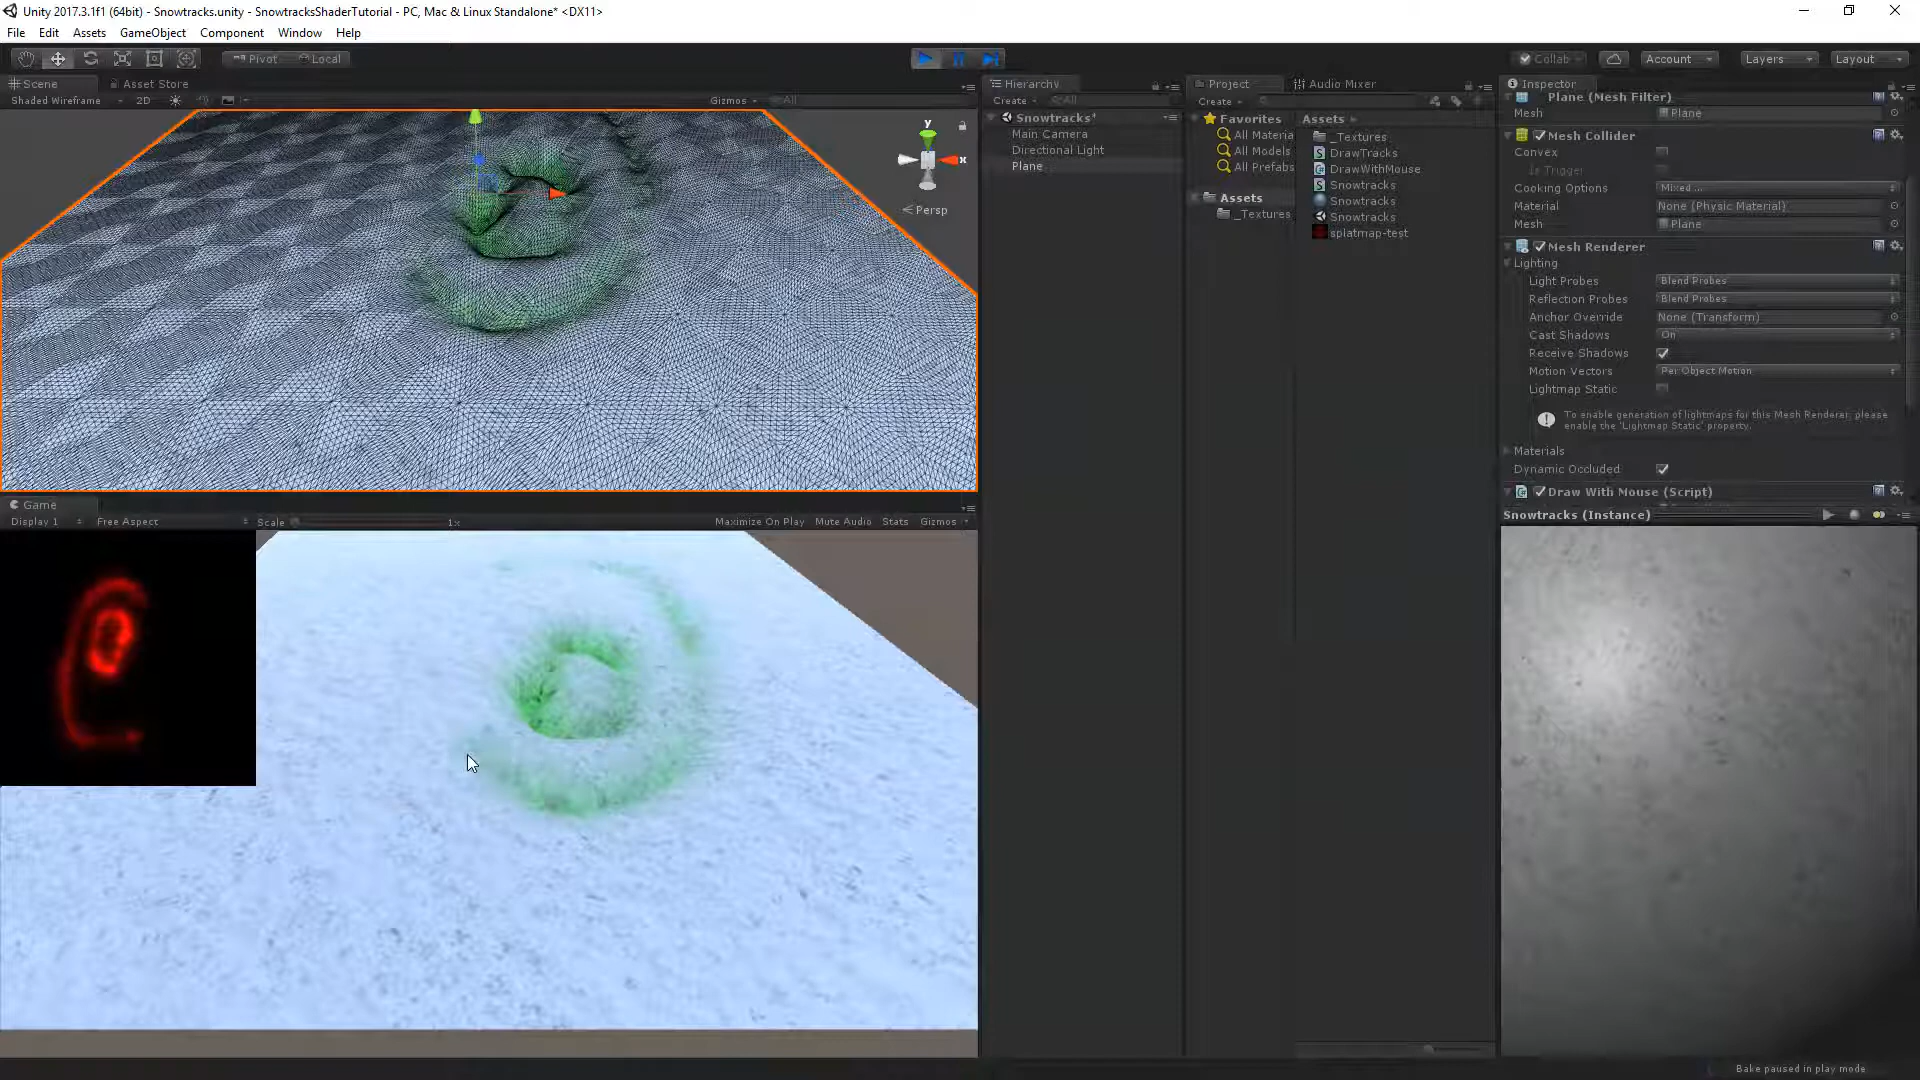 Unity 2017.3.1f1 (64bit) - Snowtracks.unity - SnowtracksShaderTutorial - PC, Mac & Linux Standalone* <DX11>
File Edit Assets GameObject Component Window Help
Pivot Local
Collab Account Layers Layout
Scene Asset Store
Shaded Wireframe 2D Gizmos All
y
x
Persp
Game
Display 1 Free Aspect Scale 1x Maximize On Play Mute Audio Stats Gizmos
Hierarchy
Create All
Snowtracks*
Main Camera
Directional Light
Plane
Project Audio Mixer
Create
Favorites
All Materia
All Models
All Prefabs
Assets
_Textures
Assets
_Textures
DrawTracks
DrawWithMouse
Snowtracks
Snowtracks
Snowtracks
splatmap-test
Inspector
Plane (Mesh Filter)
Mesh Plane
Mesh Collider
Convex
Is Trigger
Cooking Options Mixed ...
Material None (Physic Material)
Mesh Plane
Mesh Renderer
Lighting
Light Probes Blend Probes
Reflection Probes Blend Probes
Anchor Override None (Transform)
Cast Shadows On
Receive Shadows
Motion Vectors Per Object Motion
Lightmap Static
To enable generation of lightmaps for this Mesh Renderer, please
enable the 'Lightmap Static' property.
Materials
Dynamic Occluded
Draw With Mouse (Script)
Snowtracks (Instance)
Bake paused in play mode